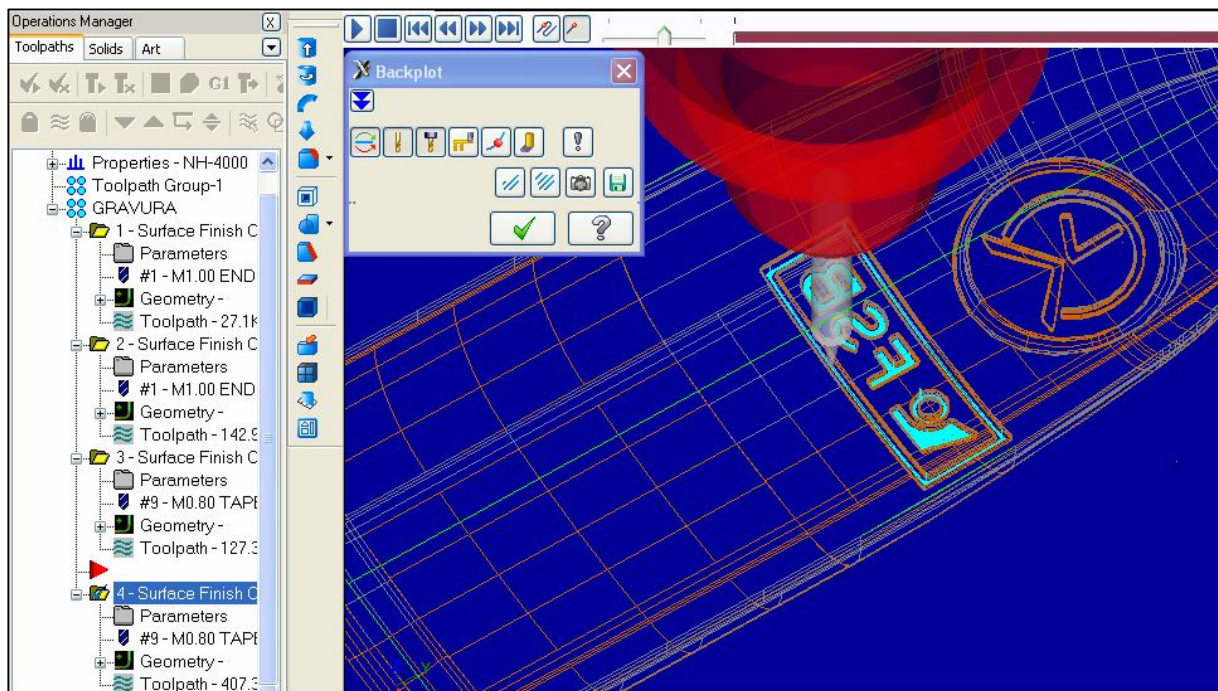 Operations Manager
Toolpaths Solids Art
G1
Properties - NH-4000
Toolpath Group-1
GRAVURA
1 - Surface Finish C
Parameters
#1 - M1.00 END
Geometry -
Toolpath - 27.1K
2 - Surface Finish C
Parameters
#1 - M1.00 END
Geometry -
Toolpath - 142.9
3 - Surface Finish C
Parameters
#9 - M0.80 TAPE
Geometry -
Toolpath - 127.3
4 - Surface Finish C
Parameters
#9 - M0.80 TAPE
Geometry -
Toolpath - 407.3
Backplot